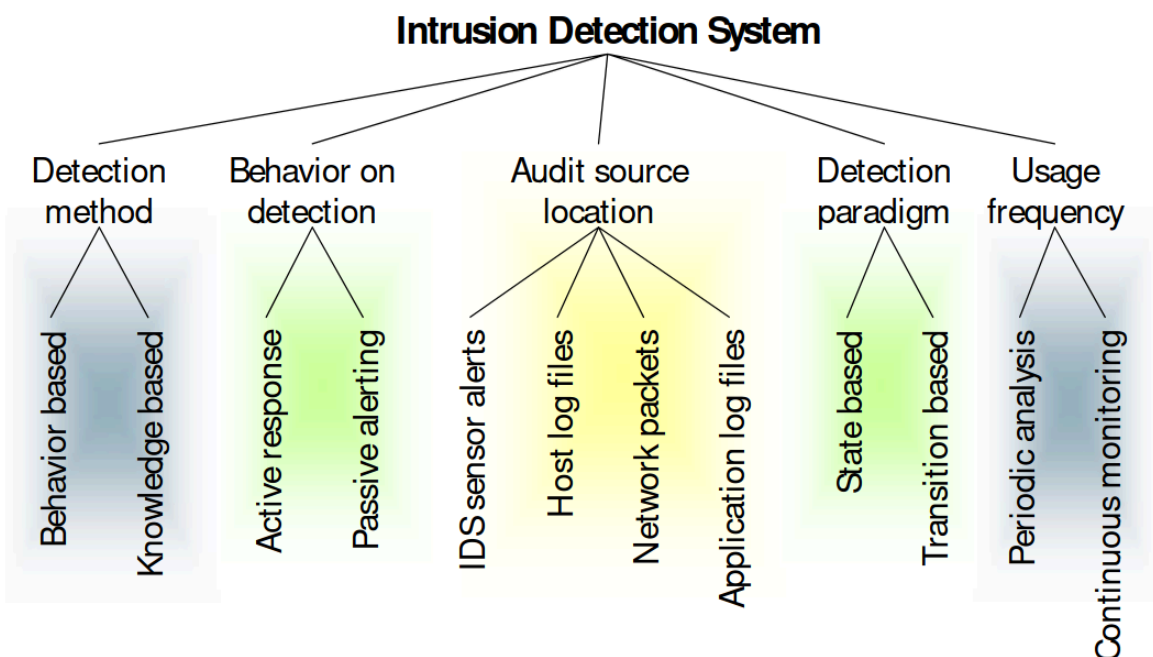 Intrusion Detection System
Detection
method
Behavior on
detection
Audit source
location
Detection
paradigm
Usage
frequency
Behavior based
Knowledge based
Active response
Passive alerting
IDS sensor alerts
Host log files
Network packets
Application log files
State based
Transition based
Periodic analysis
Continuous monitoring